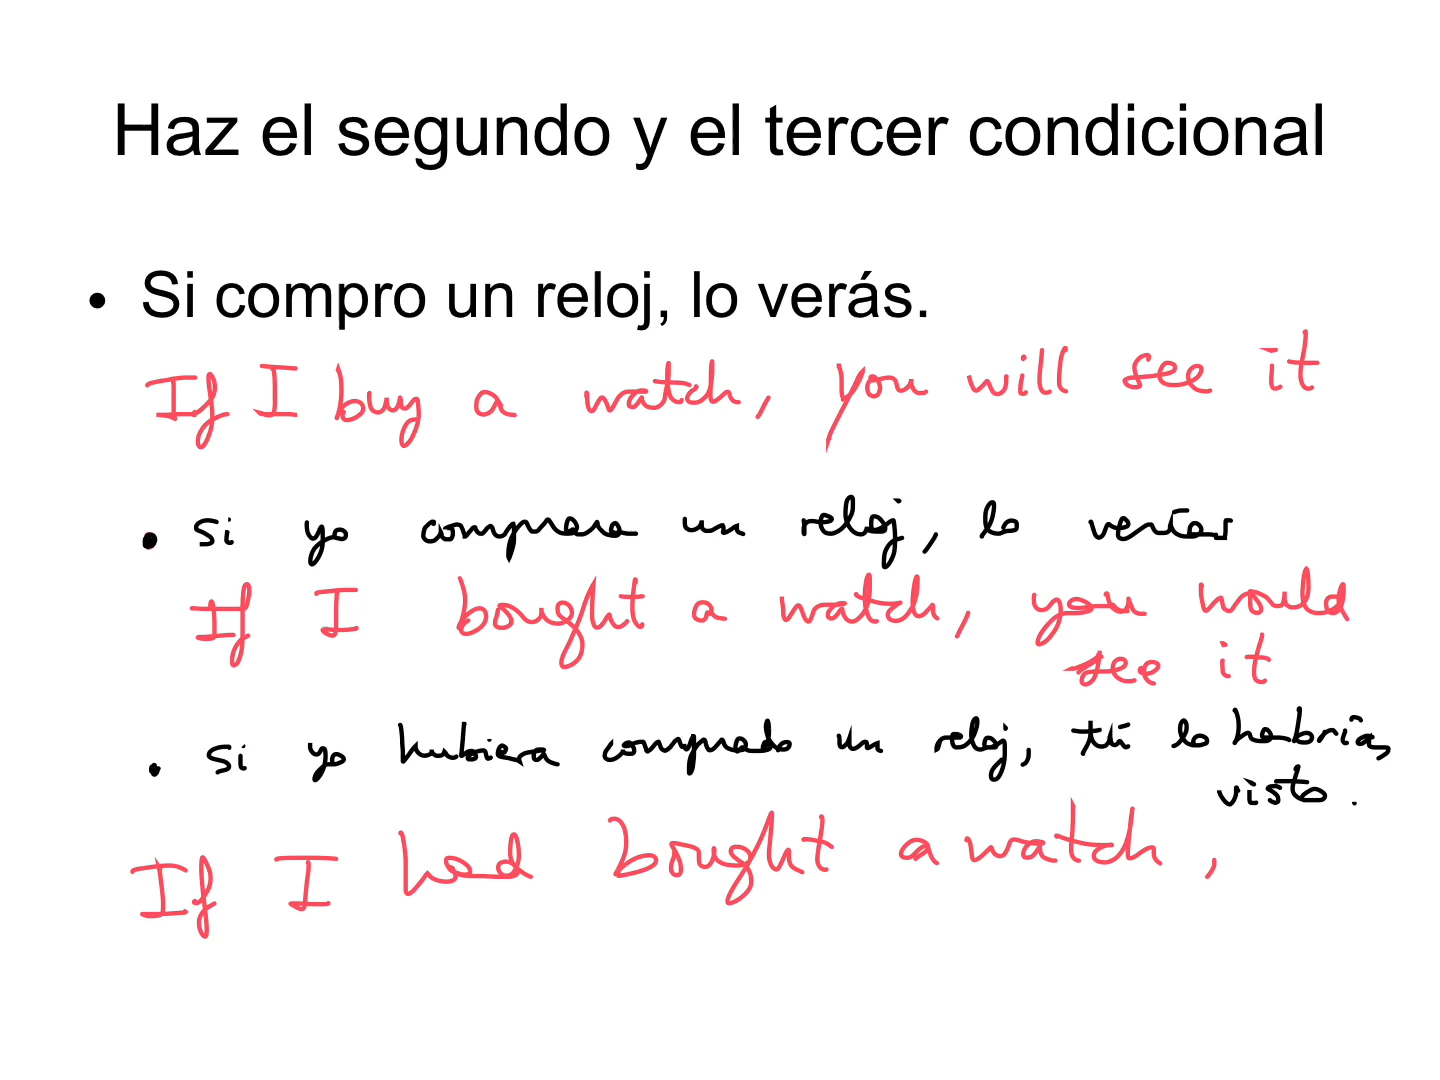 Haz el segundo y el tercer condicional
• Si compro un reloj, lo verás.
If I buy a watch, you will see it
• Si yo comprara un reloj, lo verías
If I bought a watch, you would
see it
• Si yo hubiera comprado un reloj, tú lo habrías
visto.
If I had bought a watch,